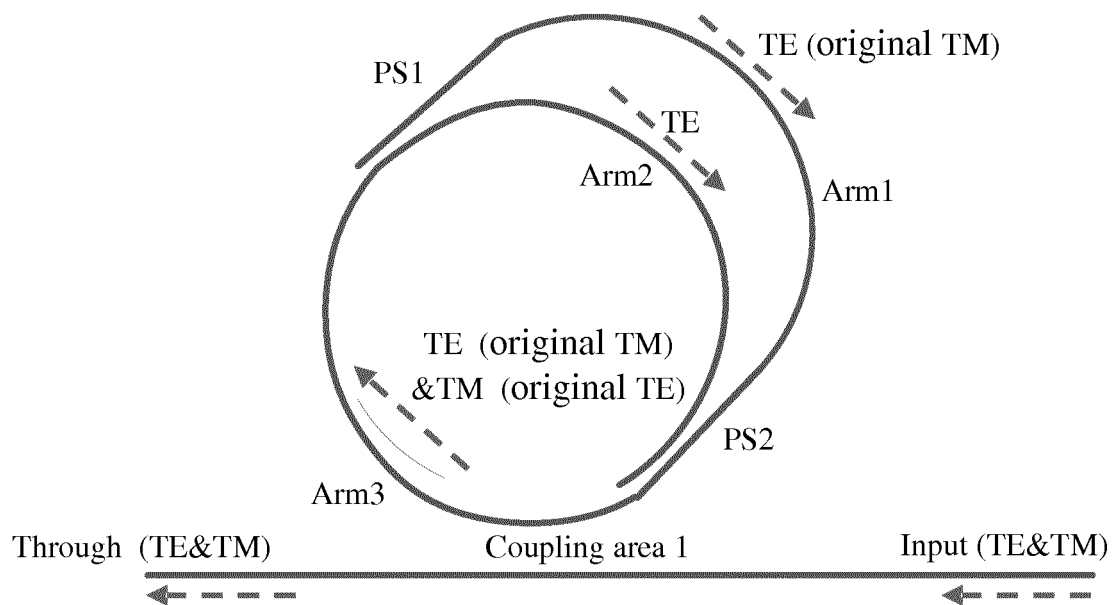 TE (original TM)
PS1
TE
Arm2
Arm1
TE (original TM)
&TM (original TE)
PS2
Arm3
Through (TE&TM)
Coupling area 1
Input (TE&TM)